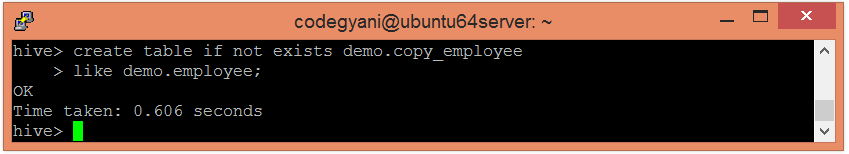 codegyani@ubuntu64server: ~
hive> create table if not exists demo.copy_employee
    > like demo.employee;
OK
Time taken: 0.606 seconds
hive>